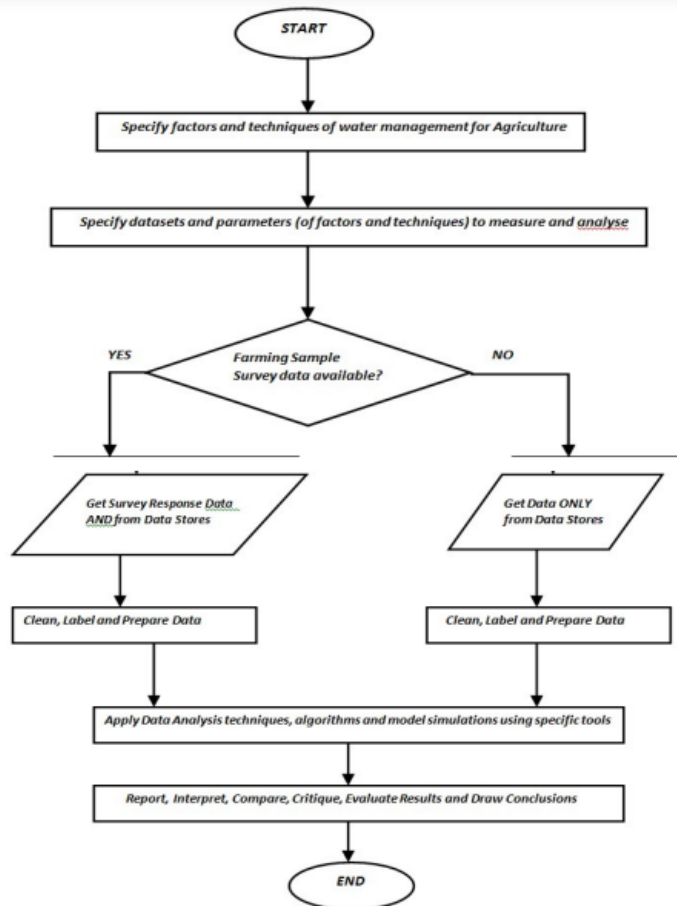 START
Specify factors and techniques of water management for Agriculture
Specify datasets and parameters (of factors and techniques) to measure and analyse
YES
Farming Sample
Survey data available?
NO
Get Survey Response Data
AND from Data Stores
Get Data ONLY
from Data Stores
Clean, Label and Prepare Data
Clean, Label and Prepare Data
Apply Data Analysis techniques, algorithms and model simulations using specific tools
Report, Interpret, Compare, Critique, Evaluate Results and Draw Conclusions
END